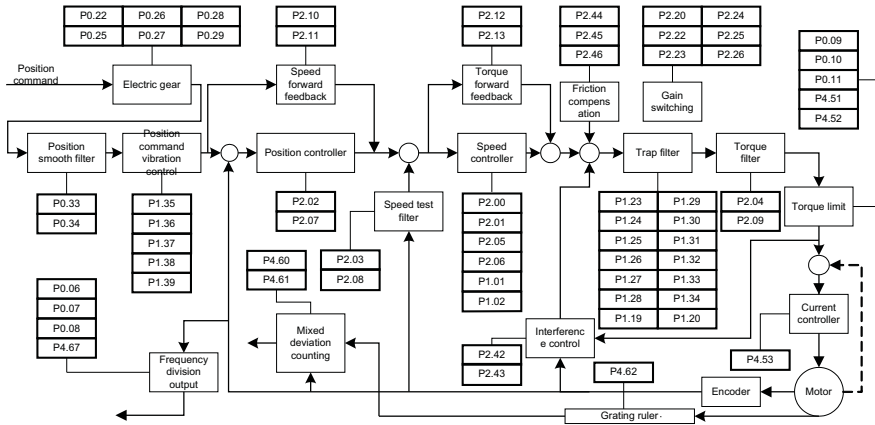 P0.22 P0.26 P0.28
P0.25 P0.27 P0.29
P2.10
P2.11
P2.12
P2.13
P2.44
P2.45
P2.46
P2.20 P2.24
P2.22 P2.25
P2.23 P2.26
P0.09
P0.10
P0.11
P4.51
P4.52
Position
command
Electric gear
Speed
forward
feedback
Torque
forward
feedback
Friction
compens
ation
Gain
switching
Position
smooth filter
Position
command
vibration
control
Position controller
Speed
controller
Trap filter
Torque
filter
P0.33
P0.34
P1.35
P1.36
P1.37
P1.38
P1.39
P2.02
P2.07
Speed test
filter
P2.03
P2.08
P2.00
P2.01
P2.05
P2.06
P1.01
P1.02
P1.23 P1.29
P1.24 P1.30
P1.25 P1.31
P1.26 P1.32
P1.27 P1.33
P1.28 P1.34
P1.19 P1.20
P2.04
P2.09
Torque limit
P4.60
P4.61
P0.06
P0.07
P0.08
P4.67
Mixed
deviation
counting
Interferenc
e control
Current
controller
P4.53
P2.42
P2.43
Frequency
division
output
P4.62
Encoder
Motor
Grating ruler.